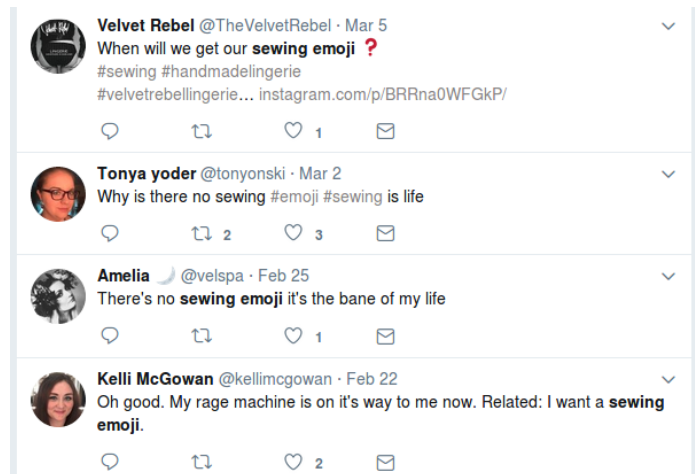 Velvet Rebel @TheVelvetRebel · Mar 5
When will we get our sewing emoji ❓
#sewing #handmadelingerie
#velvetrebellingerie… instagram.com/p/BRRna0WFGkP/
1
Tonya yoder @tonyonski · Mar 2
Why is there no sewing #emoji #sewing is life
2 3
Amelia 🌙 @velspa · Feb 25
There's no sewing emoji it's the bane of my life
1
Kelli McGowan @kellimcgowan · Feb 22
Oh good. My rage machine is on it's way to me now. Related: I want a sewing
emoji.
2